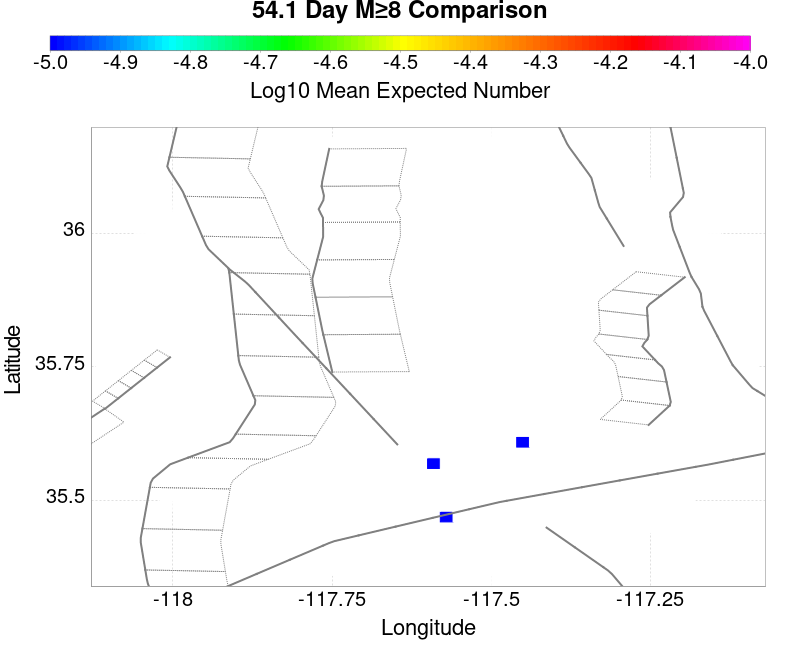 54.1 Day M≥8 Comparison
-5.0 -4.9 -4.8 -4.7 -4.6 -4.5 -4.4 -4.3 -4.2 -4.1 -4.0
Log10 Mean Expected Number
36
35.75
35.5
Latitude
-118 -117.75 -117.5 -117.25
Longitude